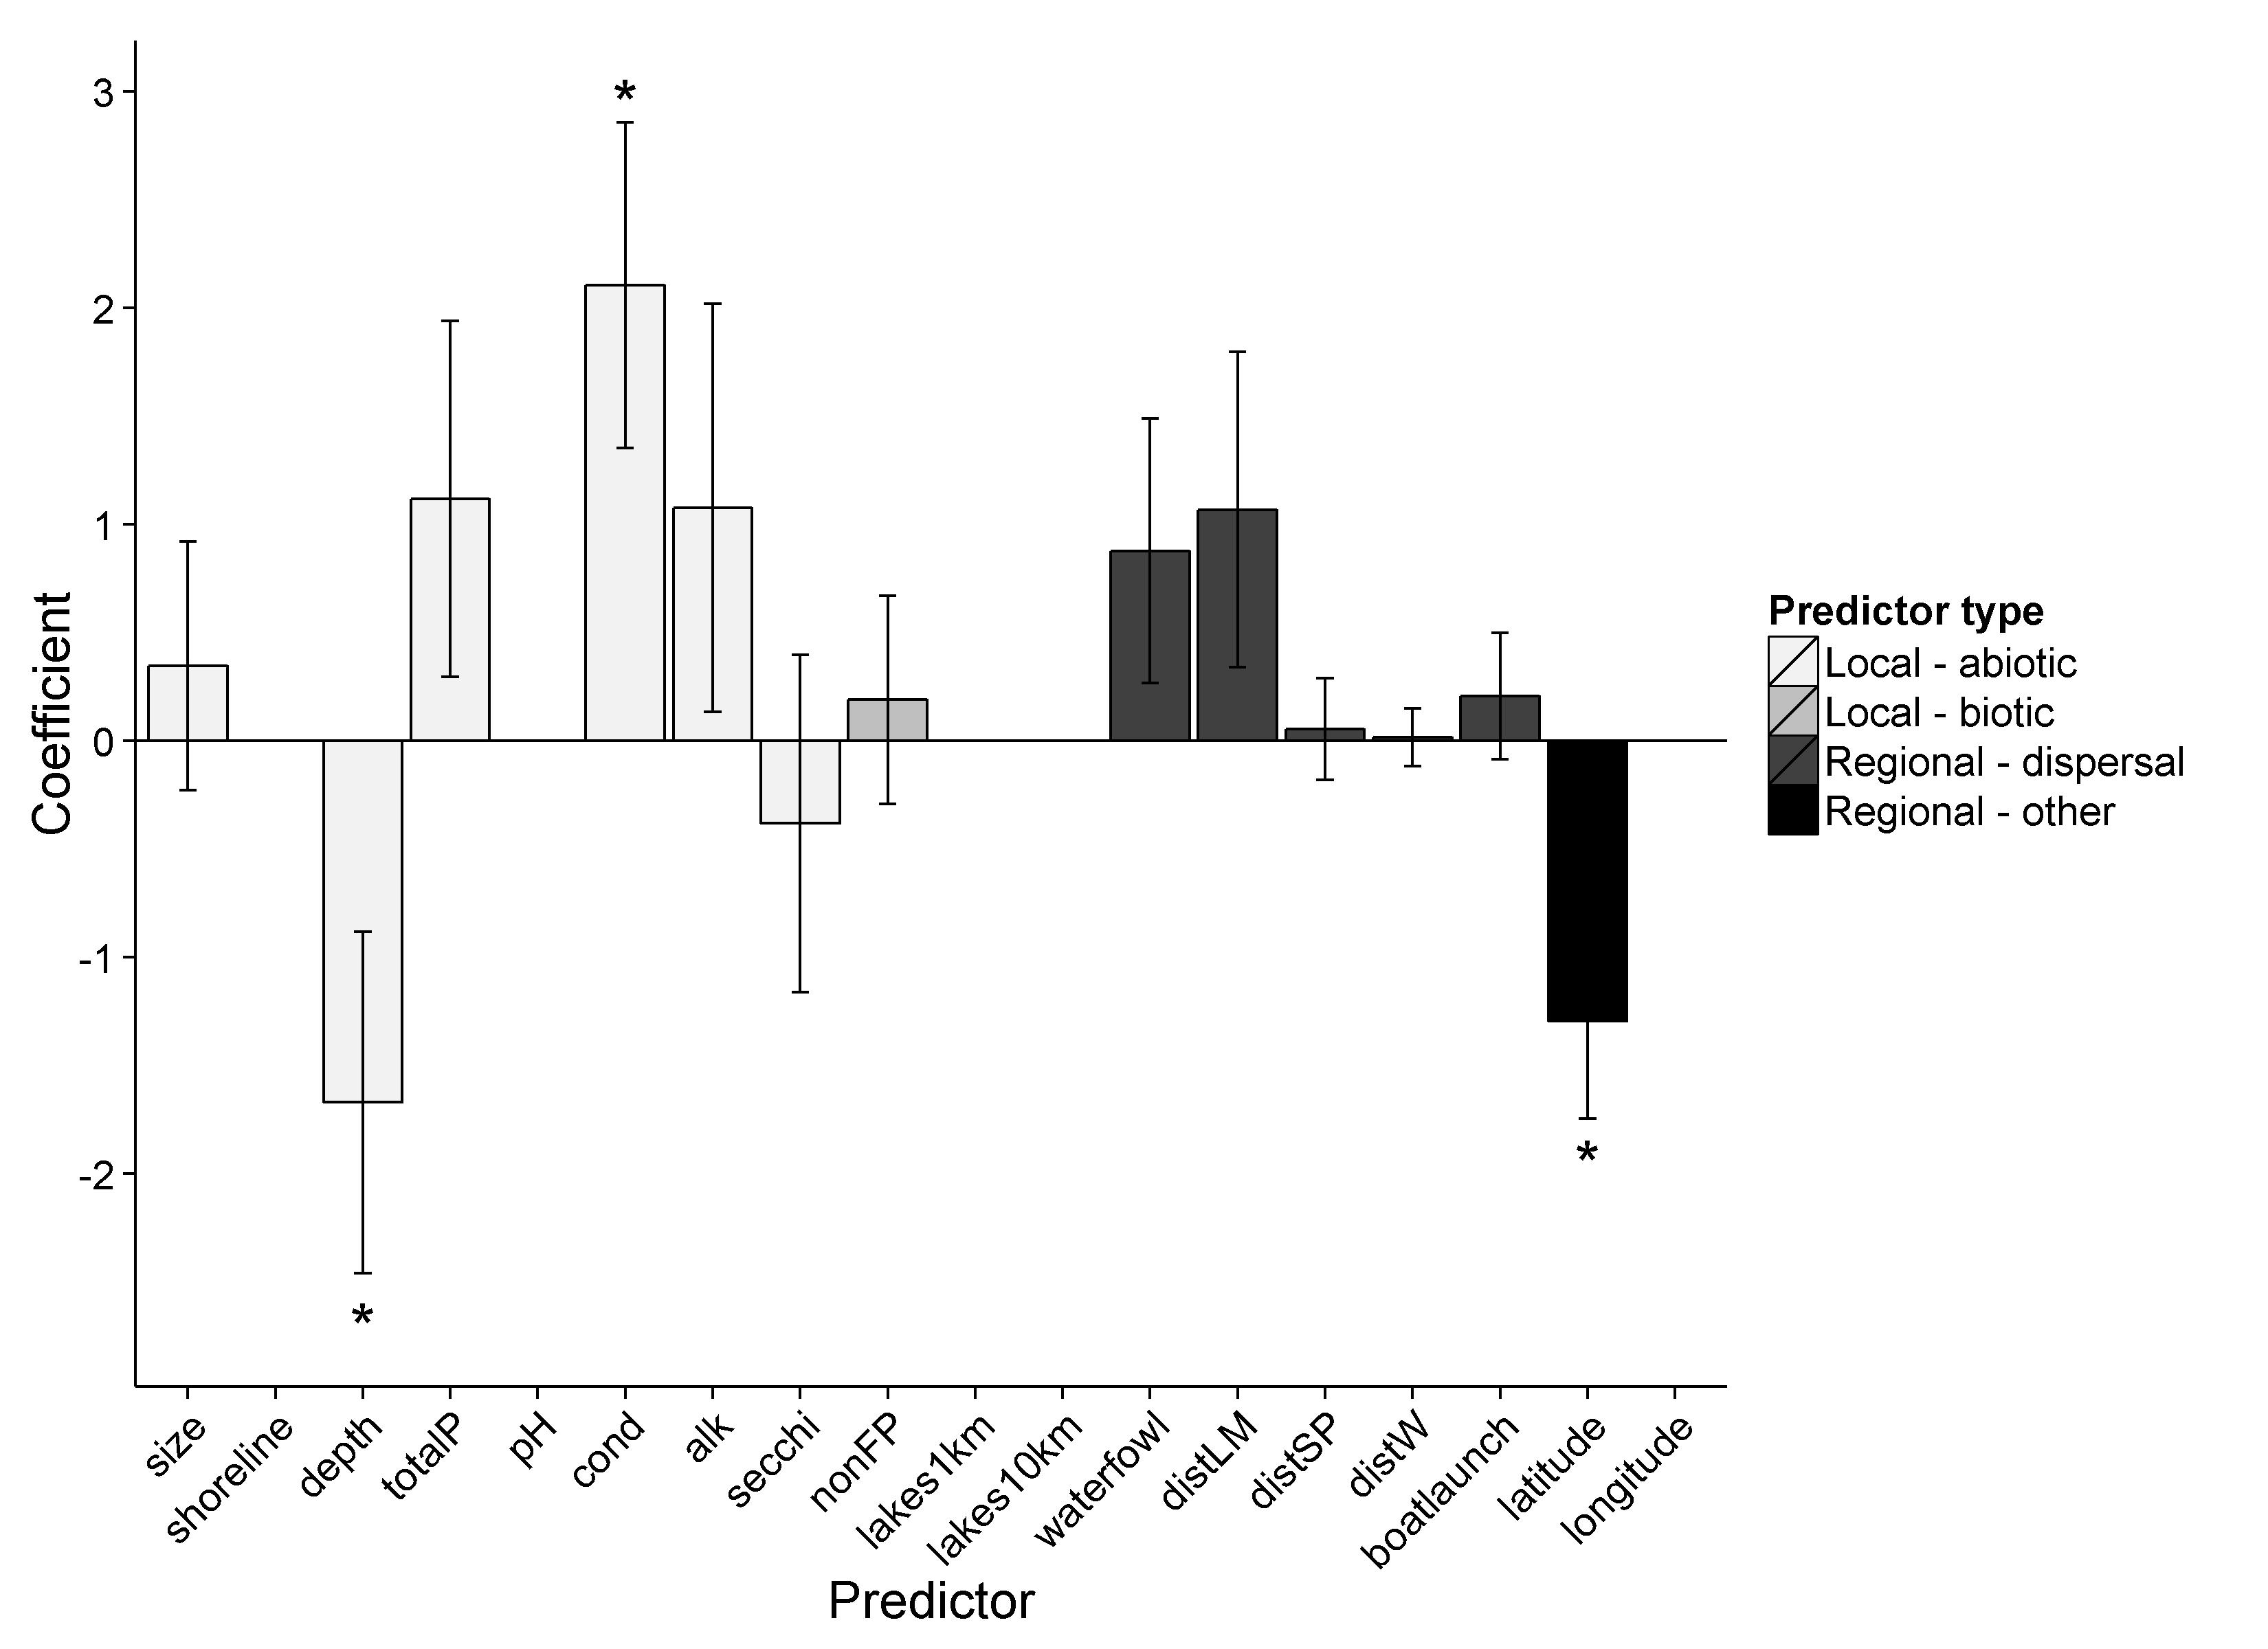 3
2
1
0
-1
-2
Coefficient
*
*
*
size
shoreline
depth
totalP
pH
cond
alk
secchi
nonFP
lakes1km
lakes10km
waterfowl
distLM
distSP
distW
boatlaunch
latitude
longitude
Predictor
Predictor type
Local - abiotic
Local - biotic
Regional - dispersal
Regional - other